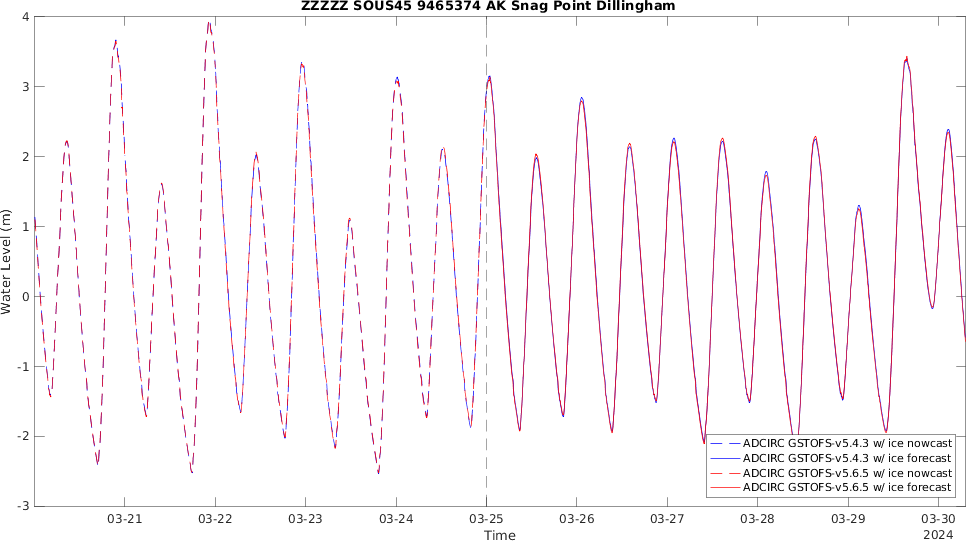 ZZZZZ SOUS45 9465374 AK Snag Point Dillingham
4
3
2
1
0
-1
-2
-3
Water Level (m)
03-21
03-22
03-23
03-24
03-25
03-26
03-27
03-28
03-29
03-30
2024
Time
ADCIRC GSTOFS-v5.4.3 w/ ice nowcast
ADCIRC GSTOFS-v5.4.3 w/ ice forecast
ADCIRC GSTOFS-v5.6.5 w/ ice nowcast
ADCIRC GSTOFS-v5.6.5 w/ ice forecast